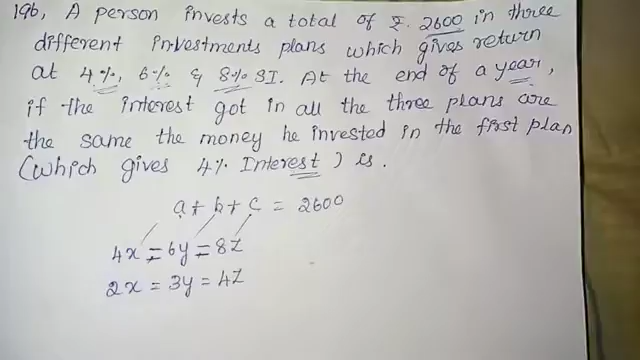 196, A person invests a total of ₹. 2600 in three
different investments plans which gives return
at 4%, 6% & 8% SI. At the end of a year,
if the interest got in all the three plans are
the same the money he invested in the first plan
(which gives 4% Interest) is.
a + b + c = 2600
4x = 6y = 8z
2x = 3y = 4z